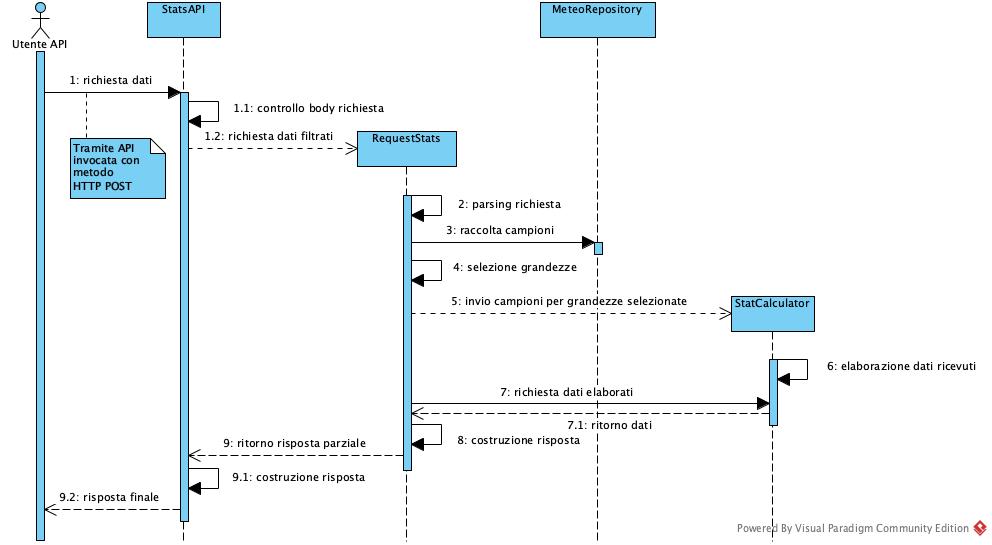 StatsAPI
MeteoRepository
Utente API
1: richiesta dati
1.1: controllo body richiesta
1.2: richiesta dati filtrati
RequestStats
Tramite API
invocata con
metodo
HTTP POST
2: parsing richiesta
3: raccolta campioni
4: selezione grandezze
5: invio campioni per grandezze selezionate
StatCalculator
6: elaborazione dati ricevuti
7: richiesta dati elaborati
7.1: ritorno dati
8: costruzione risposta
9: ritorno risposta parziale
9.1: costruzione risposta
9.2: risposta finale
Powered By Visual Paradigm Community Edition